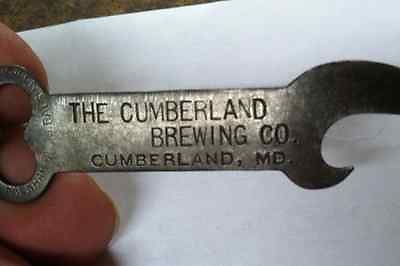 THE CUMBERLAND
BREWING CO.
CUMBERLAND, MD.